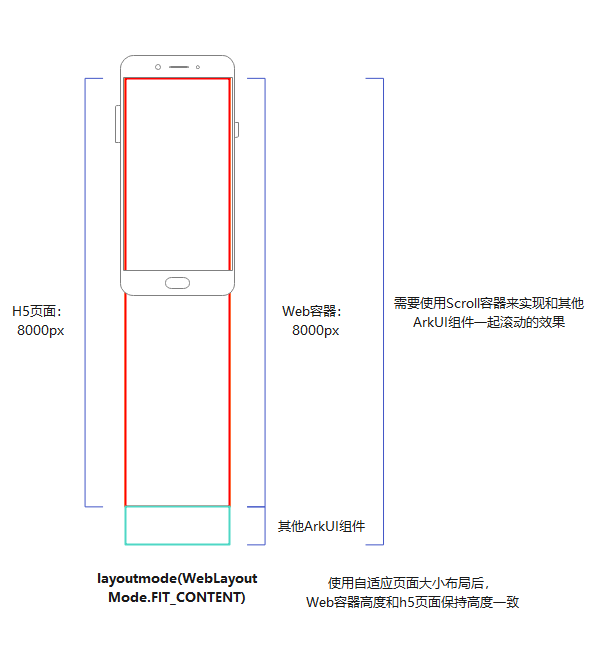 H5页面：
8000px
Web容器：
8000px
需要使用Scroll容器来实现和其他
ArkUI组件一起滚动的效果
其他ArkUI组件
layoutmode(WebLayout
Mode.FIT_CONTENT)
使用自适应页面大小布局后，
Web容器高度和h5页面保持高度一致